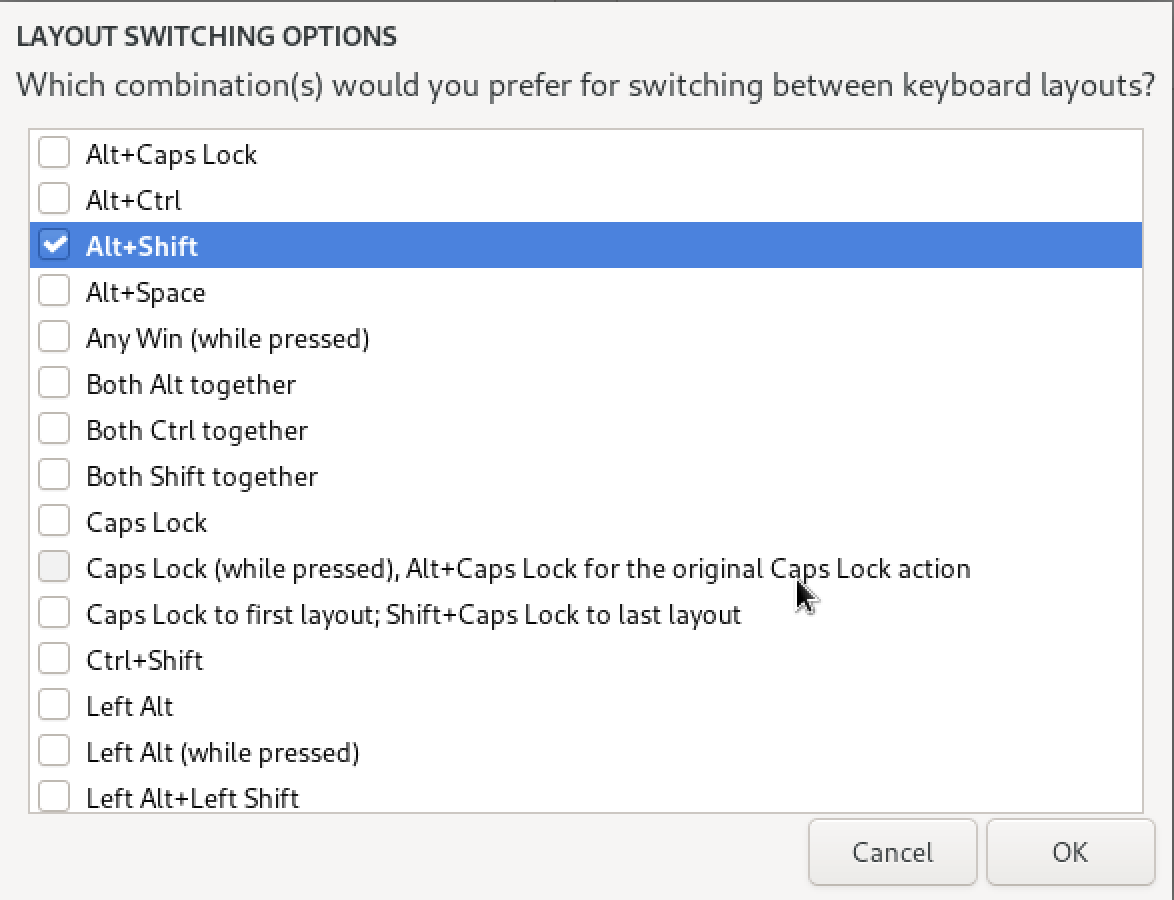 LAYOUT SWITCHING OPTIONS
Which combination(s) would you prefer for switching between keyboard layouts?
Alt+Caps Lock
Alt+Ctrl
Alt+Shift
Alt+Space
Any Win (while pressed)
Both Alt together
Both Ctrl together
Both Shift together
Caps Lock
Caps Lock (while pressed), Alt+Caps Lock for the original Caps Lock action
Caps Lock to first layout; Shift+Caps Lock to last layout
Ctrl+Shift
Left Alt
Left Alt (while pressed)
Left Alt+Left Shift
Cancel OK